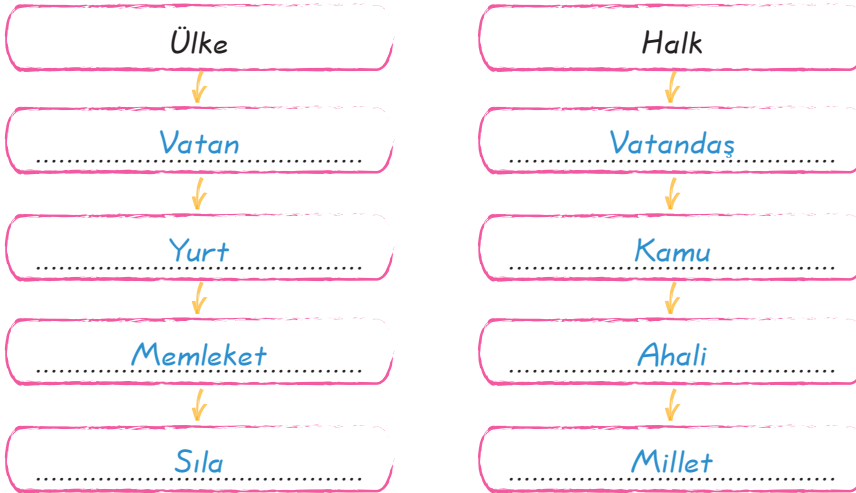 Ülke
Vatan
Yurt
Memleket
Sıla
Halk
Vatandaş
Kamu
Ahali
Millet